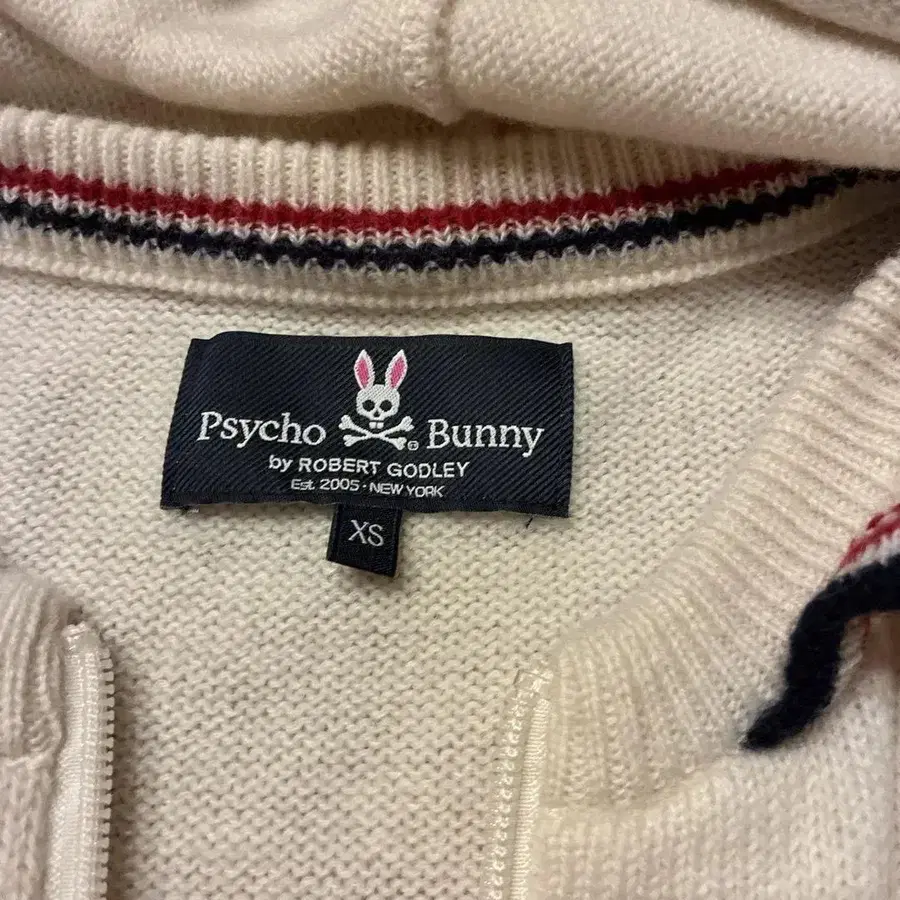 Psycho Bunny
by ROBERT GODLEY
Est. 2005 · NEW YORK
XS